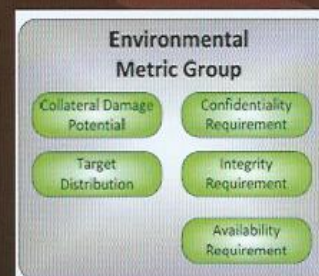 Environmental
Metric Group
Collateral Damage
Potential
Confidentiality
Requirement
Target
Distribution
Integrity
Requirement
Availability
Requirement